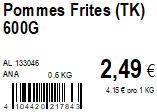 Pommes Frites (TK)
600G
AL 133046
ANA 0.6 KG
2,49 €
4.15 € pro 1 KG
4 104420 217843